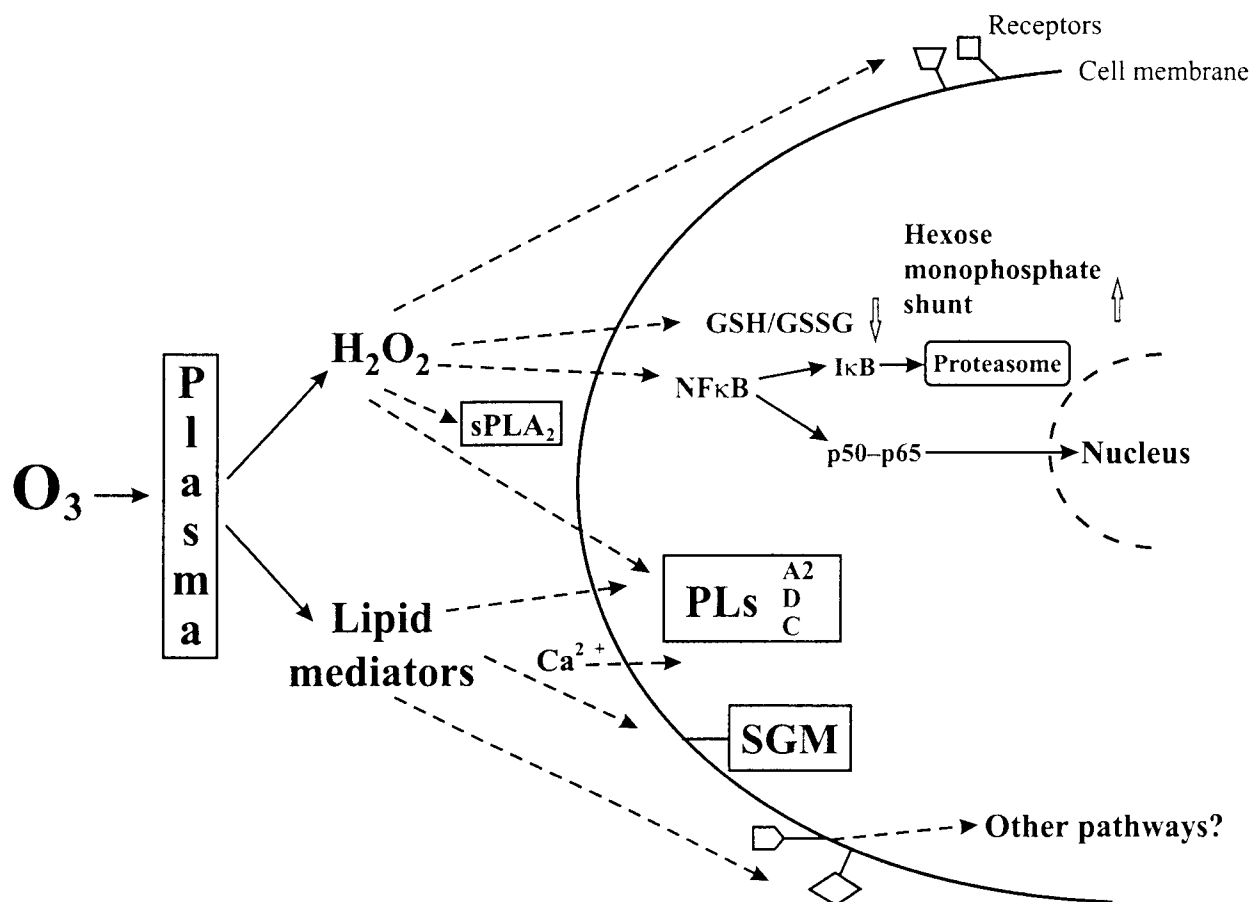 Receptors
Cell membrane
Hexose
monophosphate
shunt
GSH/GSSG
H₂O₂
IκB
Proteasome
NFκB
sPLA₂
p50–p65
Nucleus
O₃
Plasma
PLs
A2
D
C
Lipid
mediators
Ca²⁺
SGM
Other pathways?